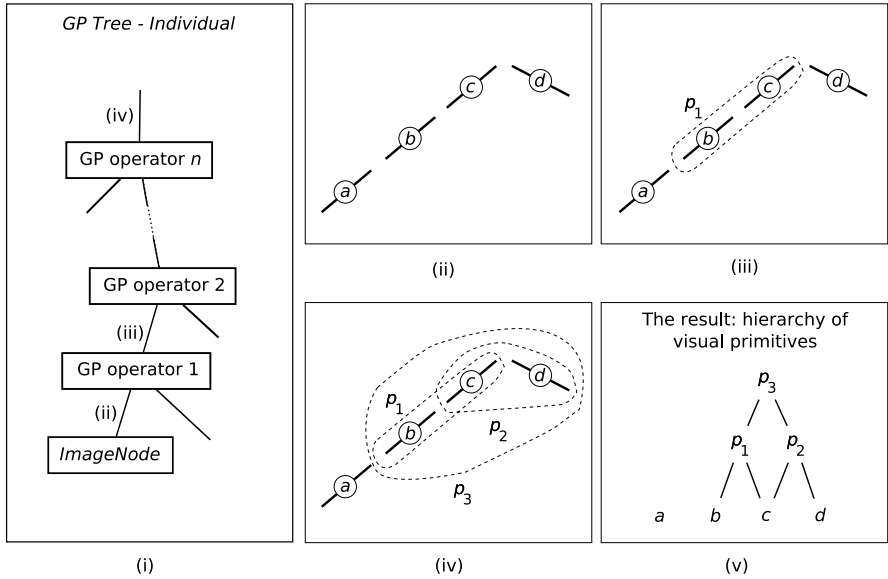 GP Tree - Individual
(iv)
GP operator n
GP operator 2
(iii)
GP operator 1
(ii)
ImageNode
(i)
a
b
c
d
(ii)
p1
a
b
c
d
(iii)
p1
p2
p3
a
b
c
d
(iv)
The result: hierarchy of
visual primitives
p3
p1 p2
a b c d
(v)